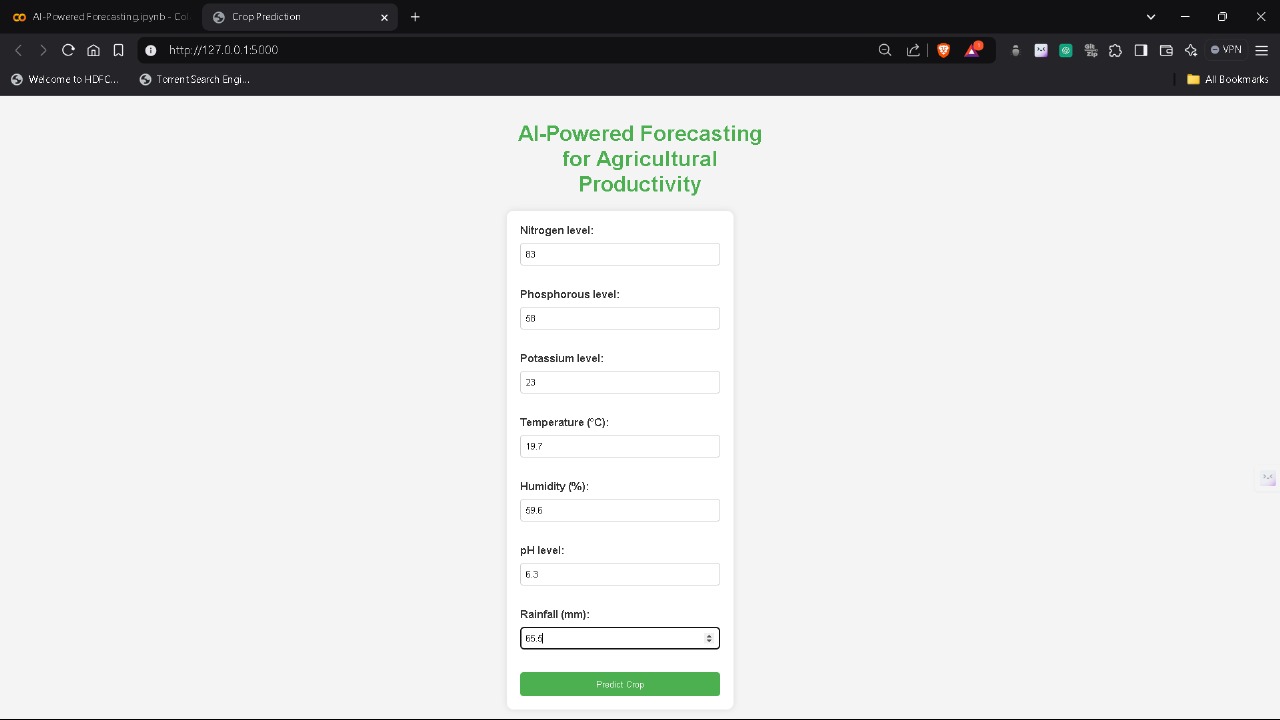 AI-Powered Forecasting.ipynb - Col
Crop Prediction
http://127.0.0.1:5000
VPN
Welcome to HDFC...
Torrent Search Engi...
All Bookmarks
AI-Powered Forecasting
for Agricultural
Productivity
Nitrogen level:
83
Phosphorous level:
58
Potassium level:
23
Temperature (°C):
19.7
Humidity (%):
59.6
pH level:
6.3
Rainfall (mm):
65.5
Predict Crop